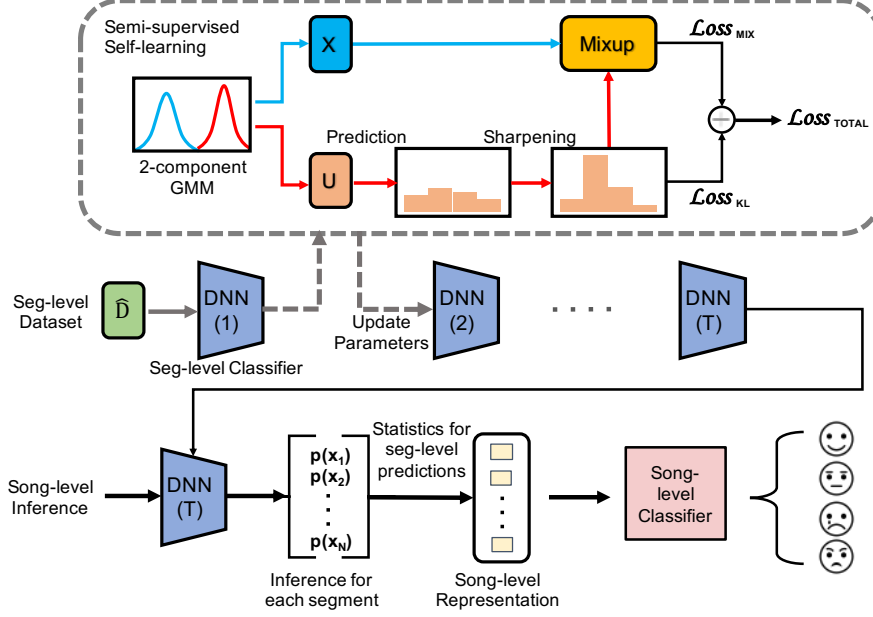 Semi-supervised
Self-learning
X
Mixup
Loss MIX
2-component
GMM
Prediction
Sharpening
U
Loss TOTAL
Loss KL
Seg-level
Dataset
D̂
DNN
(1)
Seg-level Classifier
Update
Parameters
DNN
(2)
. . . .
DNN
(T)
Song-level
Inference
DNN
(T)
p(x₁)
p(x₂)
⋮
p(x_N)
Inference for
each segment
Statistics for
seg-level
predictions
Song-level
Representation
Song-
level
Classifier